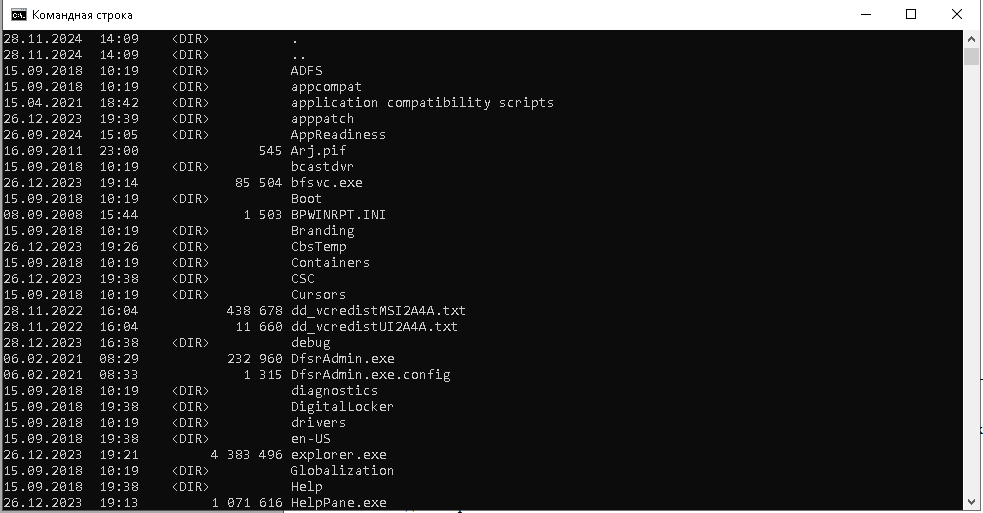 Командная строка
28.11.2024  14:09    <DIR>          .
28.11.2024  14:09    <DIR>          ..
15.09.2018  10:19    <DIR>          ADFS
15.09.2018  10:19    <DIR>          appcompat
15.04.2021  18:42    <DIR>          application compatibility scripts
26.12.2023  19:39    <DIR>          apppatch
26.09.2024  15:05    <DIR>          AppReadiness
16.09.2011  23:00               545 Arj.pif
15.09.2018  10:19    <DIR>          bcastdvr
26.12.2023  19:14            85 504 bfsvc.exe
15.09.2018  10:19    <DIR>          Boot
08.09.2008  15:44             1 503 BPWINRPT.INI
15.09.2018  10:19    <DIR>          Branding
26.12.2023  19:26    <DIR>          CbsTemp
15.09.2018  10:19    <DIR>          Containers
26.12.2023  19:38    <DIR>          CSC
15.09.2018  10:19    <DIR>          Cursors
28.11.2022  16:04           438 678 dd_vcredistMSI2A4A.txt
28.11.2022  16:04            11 660 dd_vcredistUI2A4A.txt
28.12.2023  16:38    <DIR>          debug
06.02.2021  08:29           232 960 DfsrAdmin.exe
06.02.2021  08:33             1 315 DfsrAdmin.exe.config
15.09.2018  10:19    <DIR>          diagnostics
15.09.2018  19:38    <DIR>          DigitalLocker
15.09.2018  10:19    <DIR>          drivers
15.09.2018  19:38    <DIR>          en-US
26.12.2023  19:21         4 383 496 explorer.exe
15.09.2018  10:19    <DIR>          Globalization
15.09.2018  19:38    <DIR>          Help
26.12.2023  19:13         1 071 616 HelpPane.exe